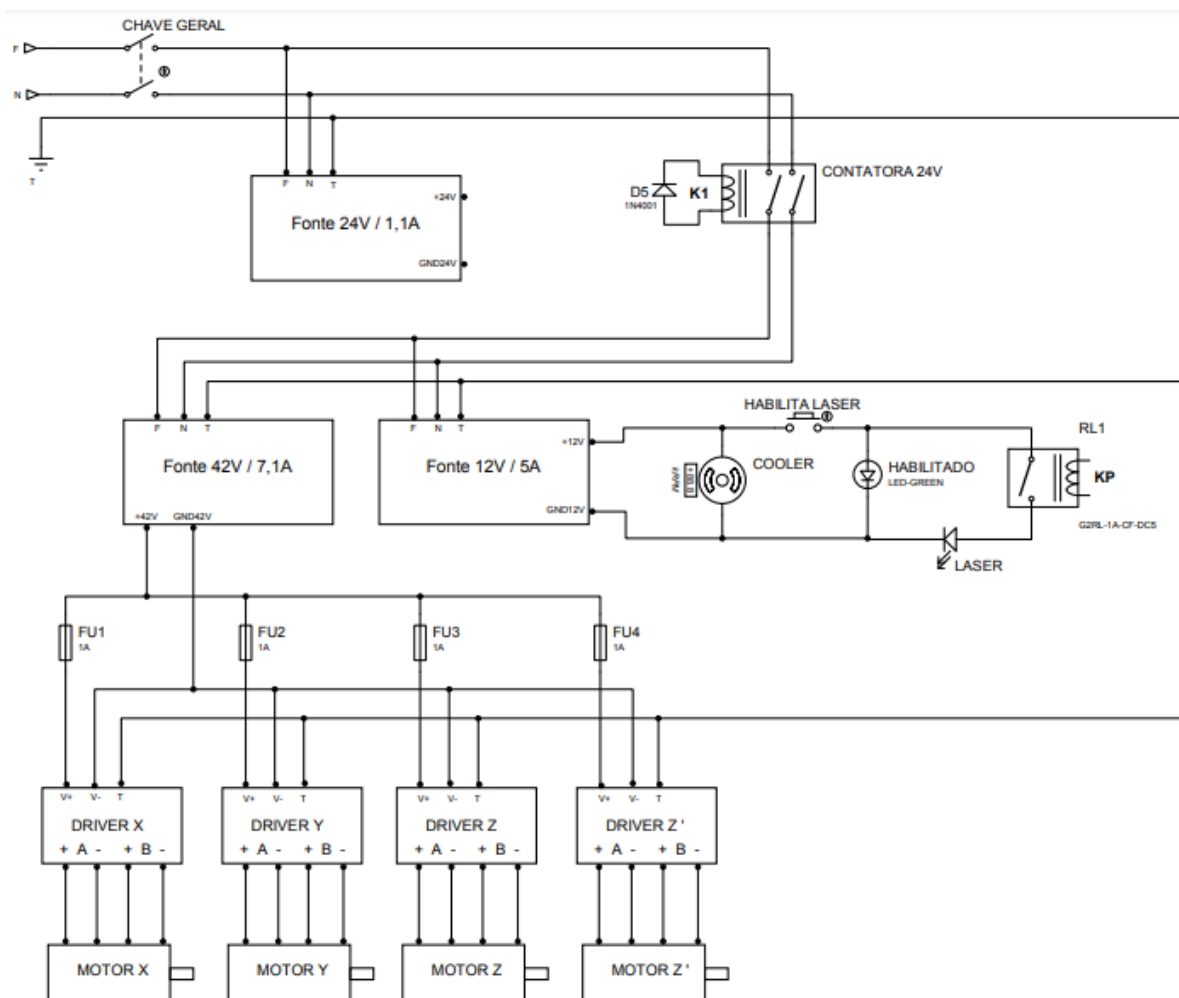 CHAVE GERAL
F
N
T
F N T
+24V
Fonte 24V / 1,1A
GND24V
D5
1N4001
K1
CONTATORA 24V
F N T
Fonte 42V / 7,1A
+42V GND42V
F N T
+12V
Fonte 12V / 5A
GND12V
HABILITA LASER
COOLER
HABILITADO
LED-GREEN
RL1
KP
G2RL-1A-CF-DC5
LASER
FU1
1A
FU2
1A
FU3
1A
FU4
1A
V+ V- T
DRIVER X
+ A - + B -
MOTOR X
V+ V- T
DRIVER Y
+ A - + B -
MOTOR Y
V+ V- T
DRIVER Z
+ A - + B -
MOTOR Z
V+ V- T
DRIVER Z '
+ A - + B -
MOTOR Z '